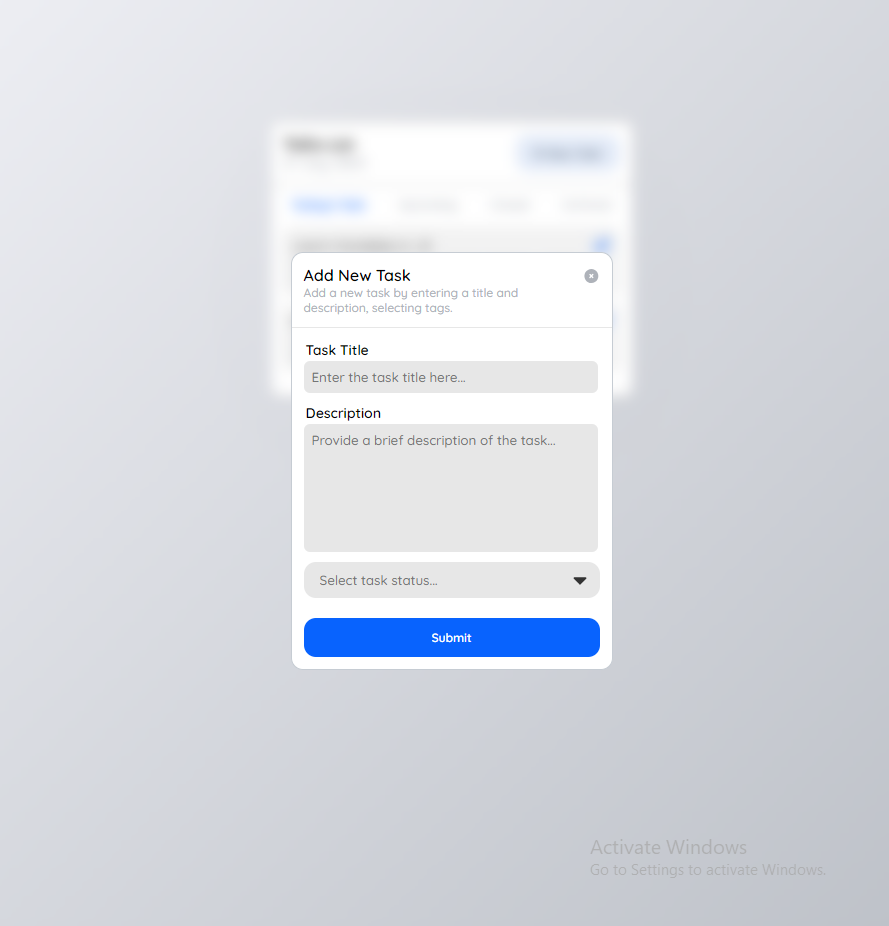 Add New Task
Add a new task by entering a title and
description, selecting tags.
Task Title
Enter the task title here...
Description
Provide a brief description of the task...
Select task status...
Submit
Activate Windows
Go to Settings to activate Windows.